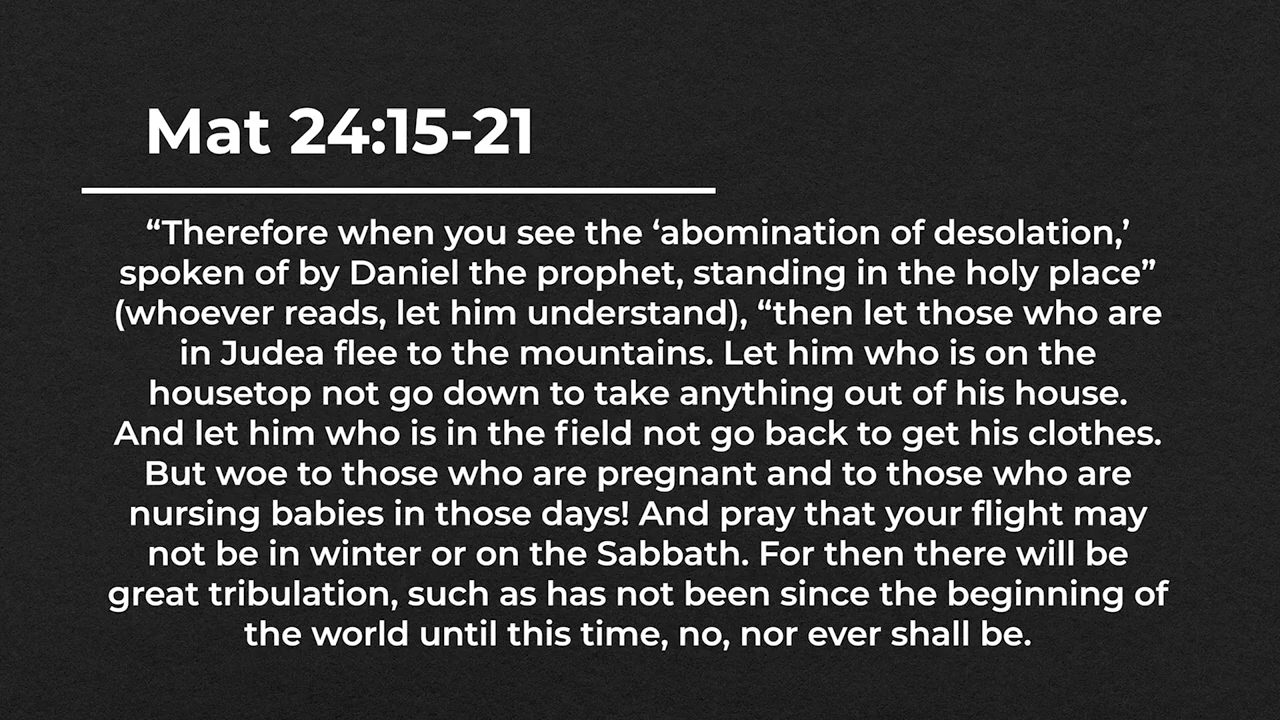 Mat 24:15-21
“Therefore when you see the ‘abomination of desolation,’
spoken of by Daniel the prophet, standing in the holy place”
(whoever reads, let him understand), “then let those who are
in Judea flee to the mountains. Let him who is on the
housetop not go down to take anything out of his house.
And let him who is in the field not go back to get his clothes.
But woe to those who are pregnant and to those who are
nursing babies in those days! And pray that your flight may
not be in winter or on the Sabbath. For then there will be
great tribulation, such as has not been since the beginning of
the world until this time, no, nor ever shall be.